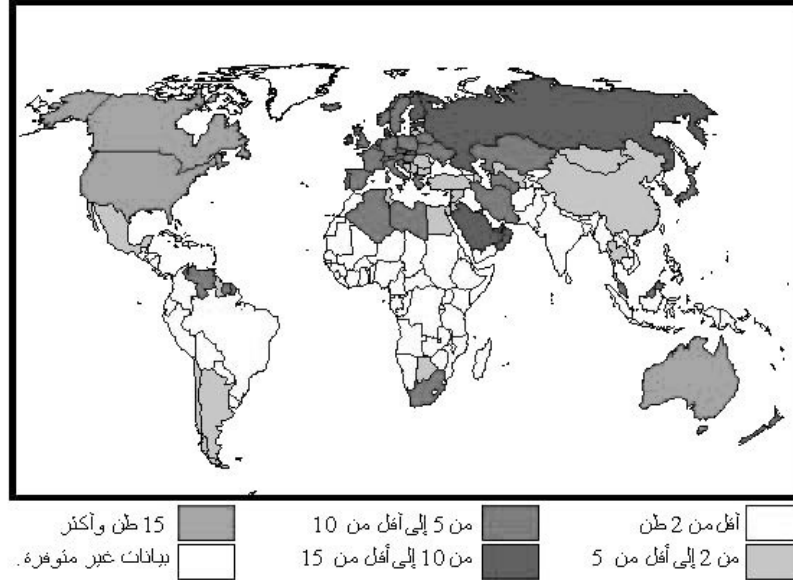 أقل من 2 طن
من 5 إلى أقل من 10
15 طن وأكثر
من 2 إلى أقل من 5
من 10 إلى أقل من 15
بيانات غير متوفرة.